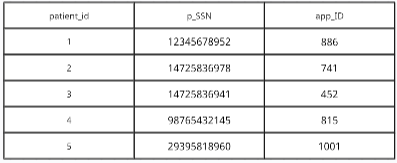 patient_id p_SSN app_ID
1 12345678952 886
2 14725836978 741
3 14725836941 452
4 98765432145 815
5 29395818960 1001